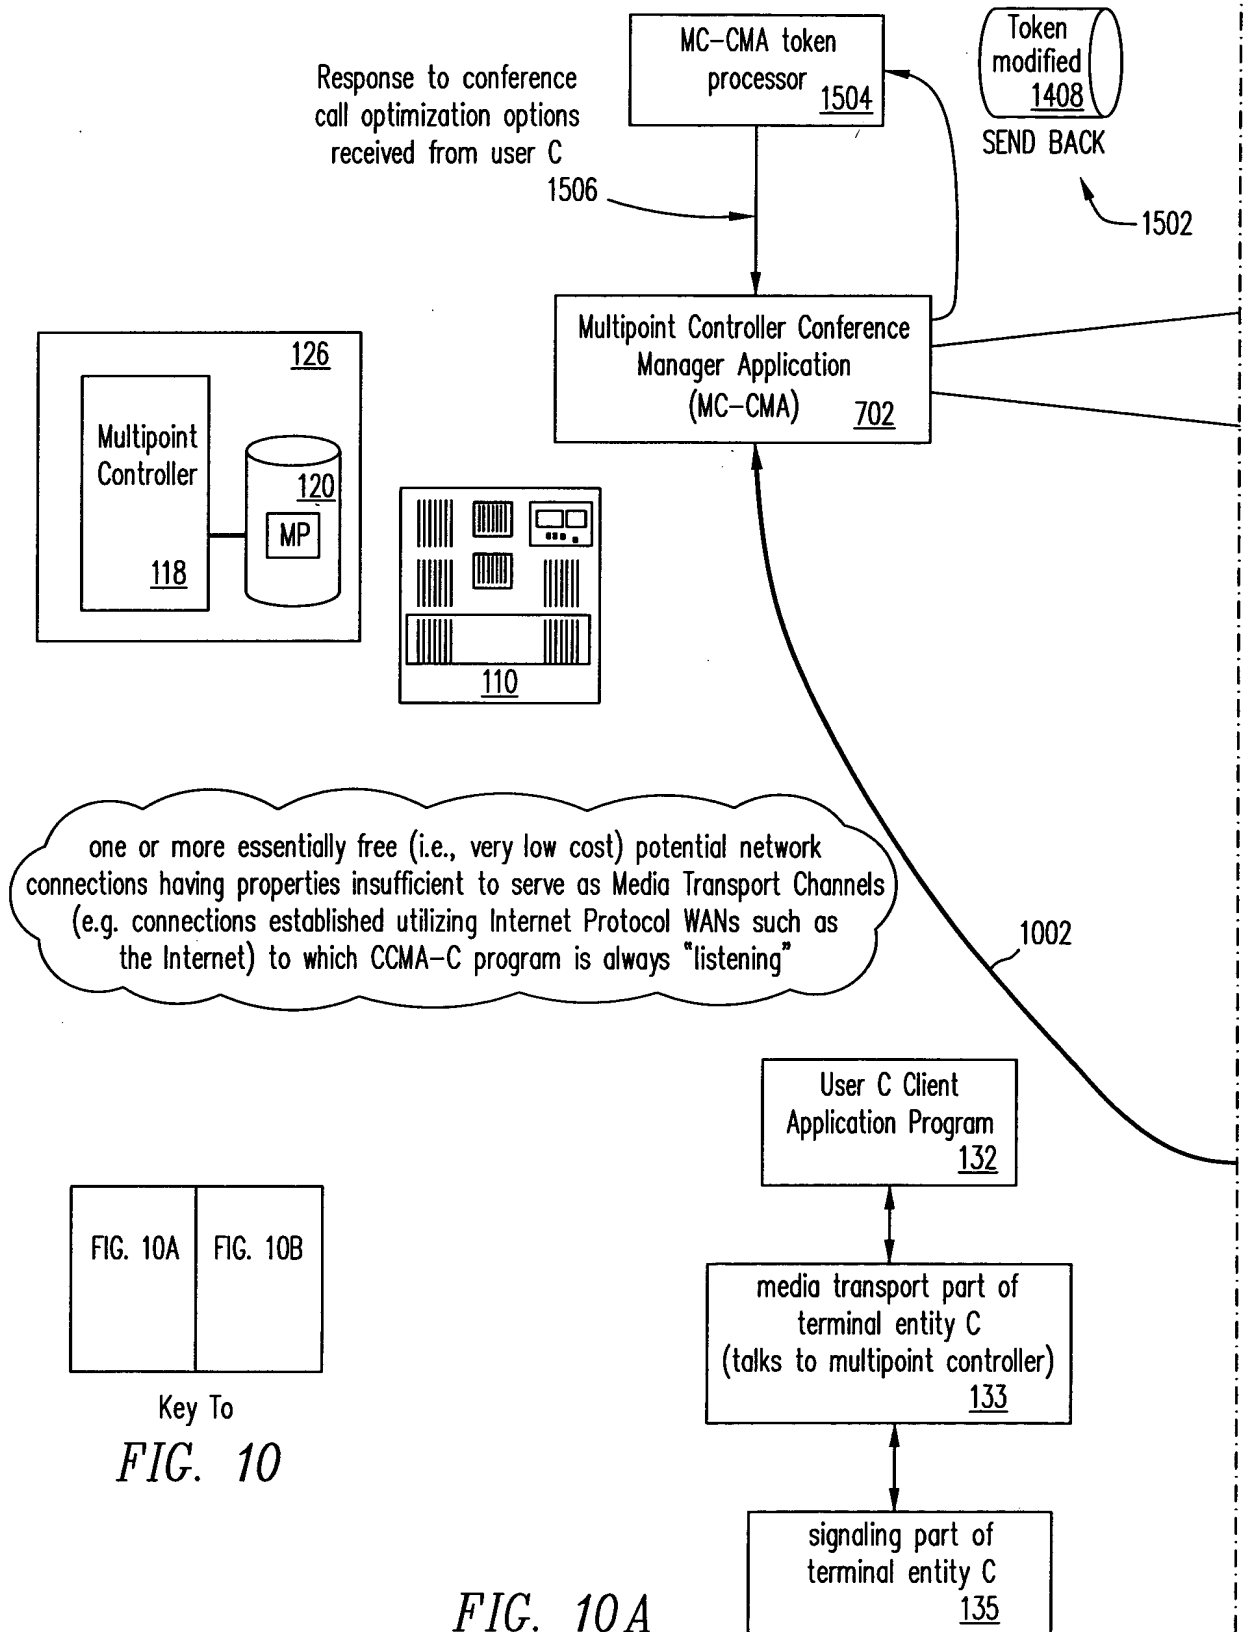 MC-CMA token
processor
1504
Token
modified
1408
SEND BACK
1502
Response to conference
call optimization options
received from user C
1506
Multipoint Controller Conference
Manager Application
(MC-CMA)
702
126
Multipoint
Controller
118
120
MP
110
one or more essentially free (i.e., very low cost) potential network
connections having properties insufficient to serve as Media Transport Channels
(e.g. connections established utilizing Internet Protocol WANs such as
the Internet) to which CCMA-C program is always "listening"
1002
User C Client
Application Program
132
media transport part of
terminal entity C
(talks to multipoint controller)
133
signaling part of
terminal entity C
135
FIG. 10A
FIG. 10B
Key To
FIG. 10
FIG. 10A